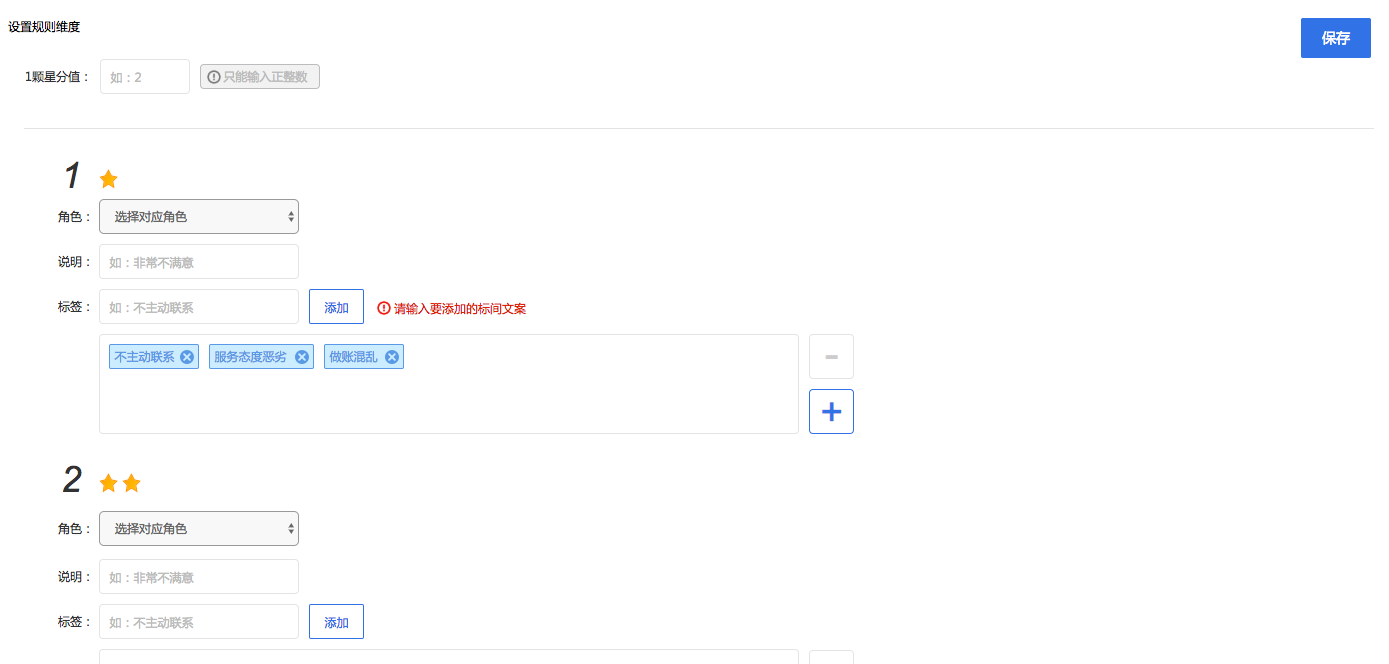 设置规则维度
保存
1颗星分值： 如：2 只能输入正整数
1
角色： 选择对应角色
说明： 如：非常不满意
标签： 如：不主动联系 添加 请输入要添加的标间文案
不主动联系 服务态度恶劣 做账混乱
2
角色： 选择对应角色
说明： 如：非常不满意
标签： 如：不主动联系 添加